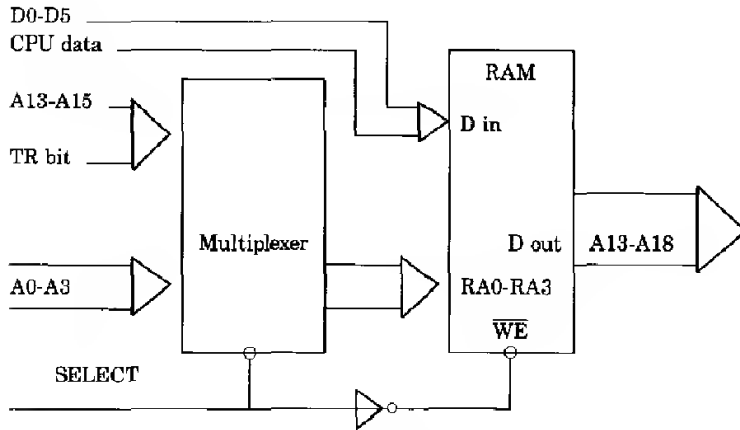 D0-D5
CPU data
A13-A15
TR bit
A0-A3
SELECT
Multiplexer
RAM
D in
D out
RA0-RA3
WE
A13-A18